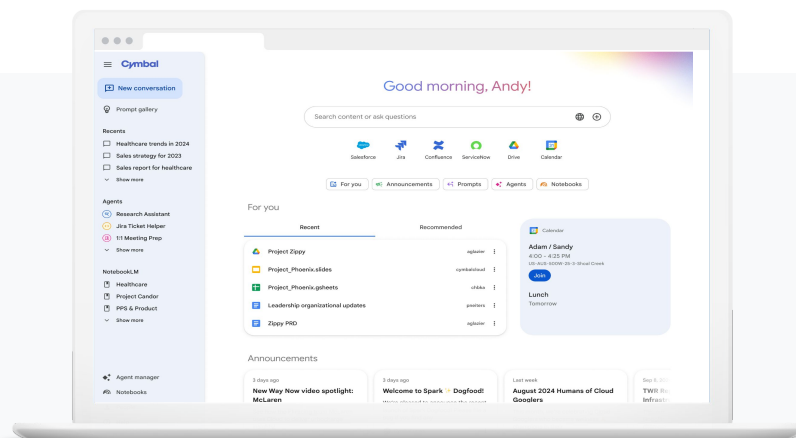 Cymbal
New conversation
Prompt gallery
Recents
Healthcare trends in 2024
Sales strategy for 2023
Sales report for healthcare
Show more
Agents
Research Assistant
Jira Ticket Helper
1:1 Meeting Prep
Show more
NotebookLM
Healthcare
Project Candor
PPS & Product
Show more
Agent manager
Notebooks
Good morning, Andy!
Search content or ask questions
Salesforce
Jira
Confluence
ServiceNow
Drive
Calendar
For you
Announcements
Prompts
Agents
Notebooks
For you
Recent
Recommended
Project Zippy
aglazier
Project_Phoenix.slides
cymbalcloud
Project_Phoenix.gsheets
chbka
Leadership organizational updates
Zippy PRD
aglazier
Calendar
Adam / Sandy
4:00 – 4:25 PM
Join
Lunch
Tomorrow
Announcements
3 days ago
New Way Now video spotlight:
McLaren
3 days ago
Welcome to Spark Dogfood!
Last week
August 2024 Humans of Cloud
Googlers
TWR